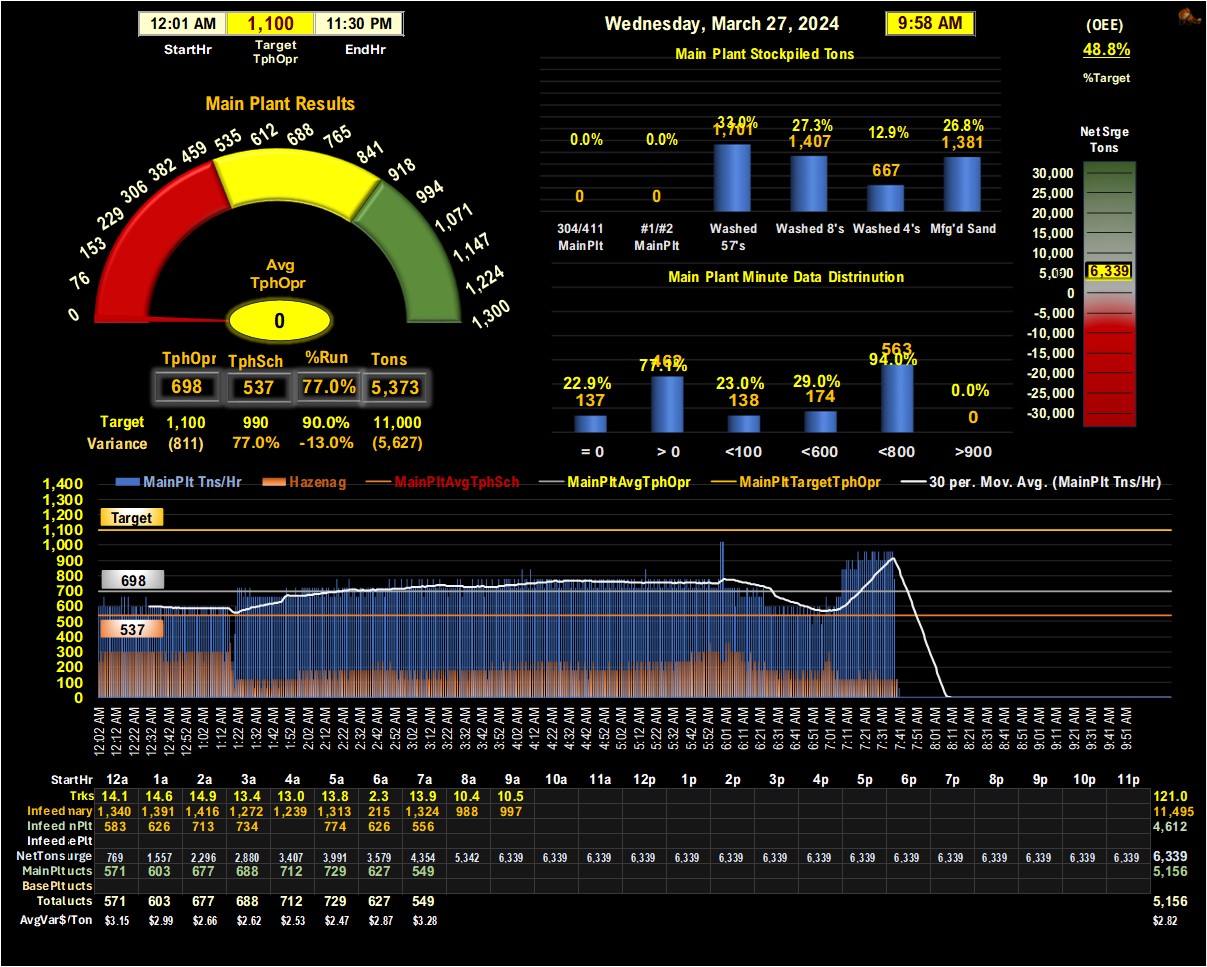 12:01 AM 1,100 11:30 PM
StartHr Target TphOpr EndHr
Wednesday, March 27, 2024 9:58 AM
(OEE)
48.8%
%Target
Main Plant Results
0 76 153 229 306 382 459 535 612 688 765 841 918 994 1,071 1,147 1,224 1,300
Avg
TphOpr
0
TphOpr TphSch %Run Tons
698 537 77.0% 5,373
Target 1,100 990 90.0% 11,000
Variance (811) 77.0% -13.0% (5,627)
Main Plant Stockpiled Tons
0.0% 0.0% 33.0% 27.3% 12.9% 26.8%
0 0 1,701 1,407 667 1,381
304/411 MainPlt #1/#2 MainPlt Washed 57's Washed 8's Washed 4's Mfg'd Sand
Main Plant Minute Data Distrinution
22.9% 77.1% 23.0% 29.0% 94.0% 0.0%
137 462 138 174 563 0
= 0 > 0 <100 <600 <800 >900
NetSrge
Tons
30,000
25,000
20,000
15,000
10,000
5,000
6,339
0
-5,000
-10,000
-15,000
-20,000
-25,000
-30,000
MainPlt Tns/Hr Hazenag MainPltAvgTphSch MainPltAvgTphOpr MainPltTargetTphOpr 30 per. Mov. Avg. (MainPlt Tns/Hr)
1,400
1,300
1,200
1,100
1,000
900
800
700
600
500
400
300
200
100
0
Target
698
537
12:02 AM 12:12 AM 12:22 AM 12:32 AM 12:42 AM 12:52 AM 1:02 AM 1:12 AM 1:22 AM 1:32 AM 1:42 AM 1:52 AM 2:02 AM 2:12 AM 2:22 AM 2:32 AM 2:42 AM 2:52 AM 3:02 AM 3:12 AM 3:22 AM 3:32 AM 3:42 AM 3:52 AM 4:02 AM 4:12 AM 4:22 AM 4:32 AM 4:42 AM 4:52 AM 5:02 AM 5:12 AM 5:22 AM 5:32 AM 5:42 AM 5:52 AM 6:01 AM 6:11 AM 6:21 AM 6:31 AM 6:41 AM 6:51 AM 7:01 AM 7:11 AM 7:21 AM 7:31 AM 7:41 AM 7:51 AM 8:01 AM 8:11 AM 8:21 AM 8:31 AM 8:41 AM 8:51 AM 9:01 AM 9:11 AM 9:21 AM 9:31 AM 9:41 AM 9:51 AM
StartHr 12a 1a 2a 3a 4a 5a 6a 7a 8a 9a 10a 11a 12p 1p 2p 3p 4p 5p 6p 7p 8p 9p 10p 11p
Trks 14.1 14.6 14.9 13.4 13.0 13.8 2.3 13.9 10.4 10.5 121.0
Infeed nary 1,340 1,391 1,416 1,272 1,239 1,313 215 1,324 988 997 11,495
Infeed nPlt 583 626 713 734 774 626 556 4,612
Infeed ePlt
NetTons urge 769 1,557 2,296 2,880 3,407 3,991 3,579 4,354 5,342 6,339 6,339 6,339 6,339 6,339 6,339 6,339 6,339 6,339 6,339 6,339 6,339 6,339 6,339 6,339 6,339
MainPlt ucts 571 603 677 688 712 729 627 549 5,156
BasePlt ucts
Total ucts 571 603 677 688 712 729 627 549 5,156
AvgVar$/Ton $3.15 $2.99 $2.66 $2.62 $2.53 $2.47 $2.87 $3.28 $2.82